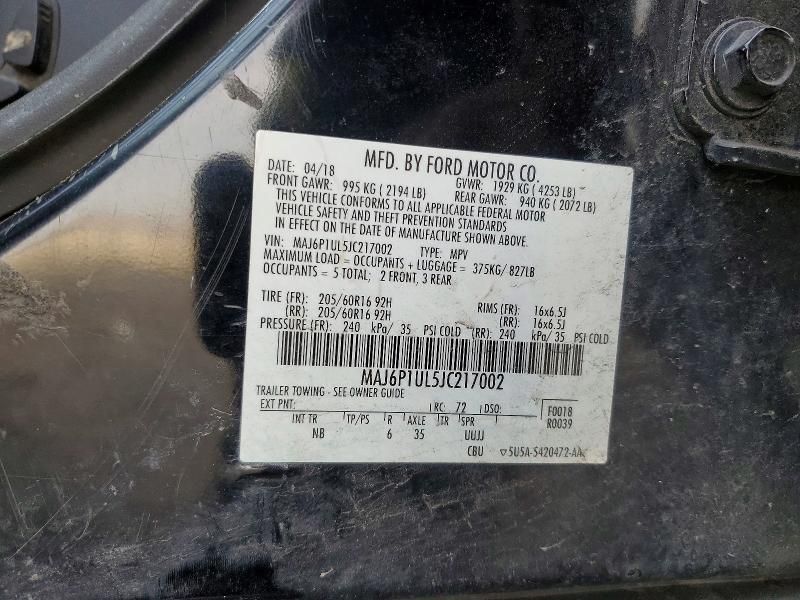 MFD. BY FORD MOTOR CO.
DATE: 04/18 GVWR: 1929 KG ( 4253 LB)
FRONT GAWR: 995 KG ( 2194 LB) REAR GAWR: 940 KG ( 2072 LB)
THIS VEHICLE CONFORMS TO ALL APPLICABLE FEDERAL MOTOR
VEHICLE SAFETY AND THEFT PREVENTION STANDARDS
IN EFFECT ON THE DATE OF MANUFACTURE SHOWN ABOVE.
VIN: MAJ6P1UL5JC217002 TYPE: MPV
MAXIMUM LOAD = OCCUPANTS + LUGGAGE = 375KG/ 827LB
OCCUPANTS = 5 TOTAL; 2 FRONT, 3 REAR
TIRE (FR): 205/60R16 92H RIMS (FR): 16x6.5J
(RR): 205/60R16 92H (RR): 16x6.5J
PRESSURE (FR): 240 kPa/ 35 PSI COLD (RR): 240 kPa/ 35 PSI COLD
MAJ6P1UL5JC217002
TRAILER TOWING - SEE OWNER GUIDE
EXT PNT: RC: 72 DSO: F0018
INT TR TP/PS R AXLE TR SPR R0039
NB 6 35 UUJJ
CBU ▽5U5A-S420472-AA